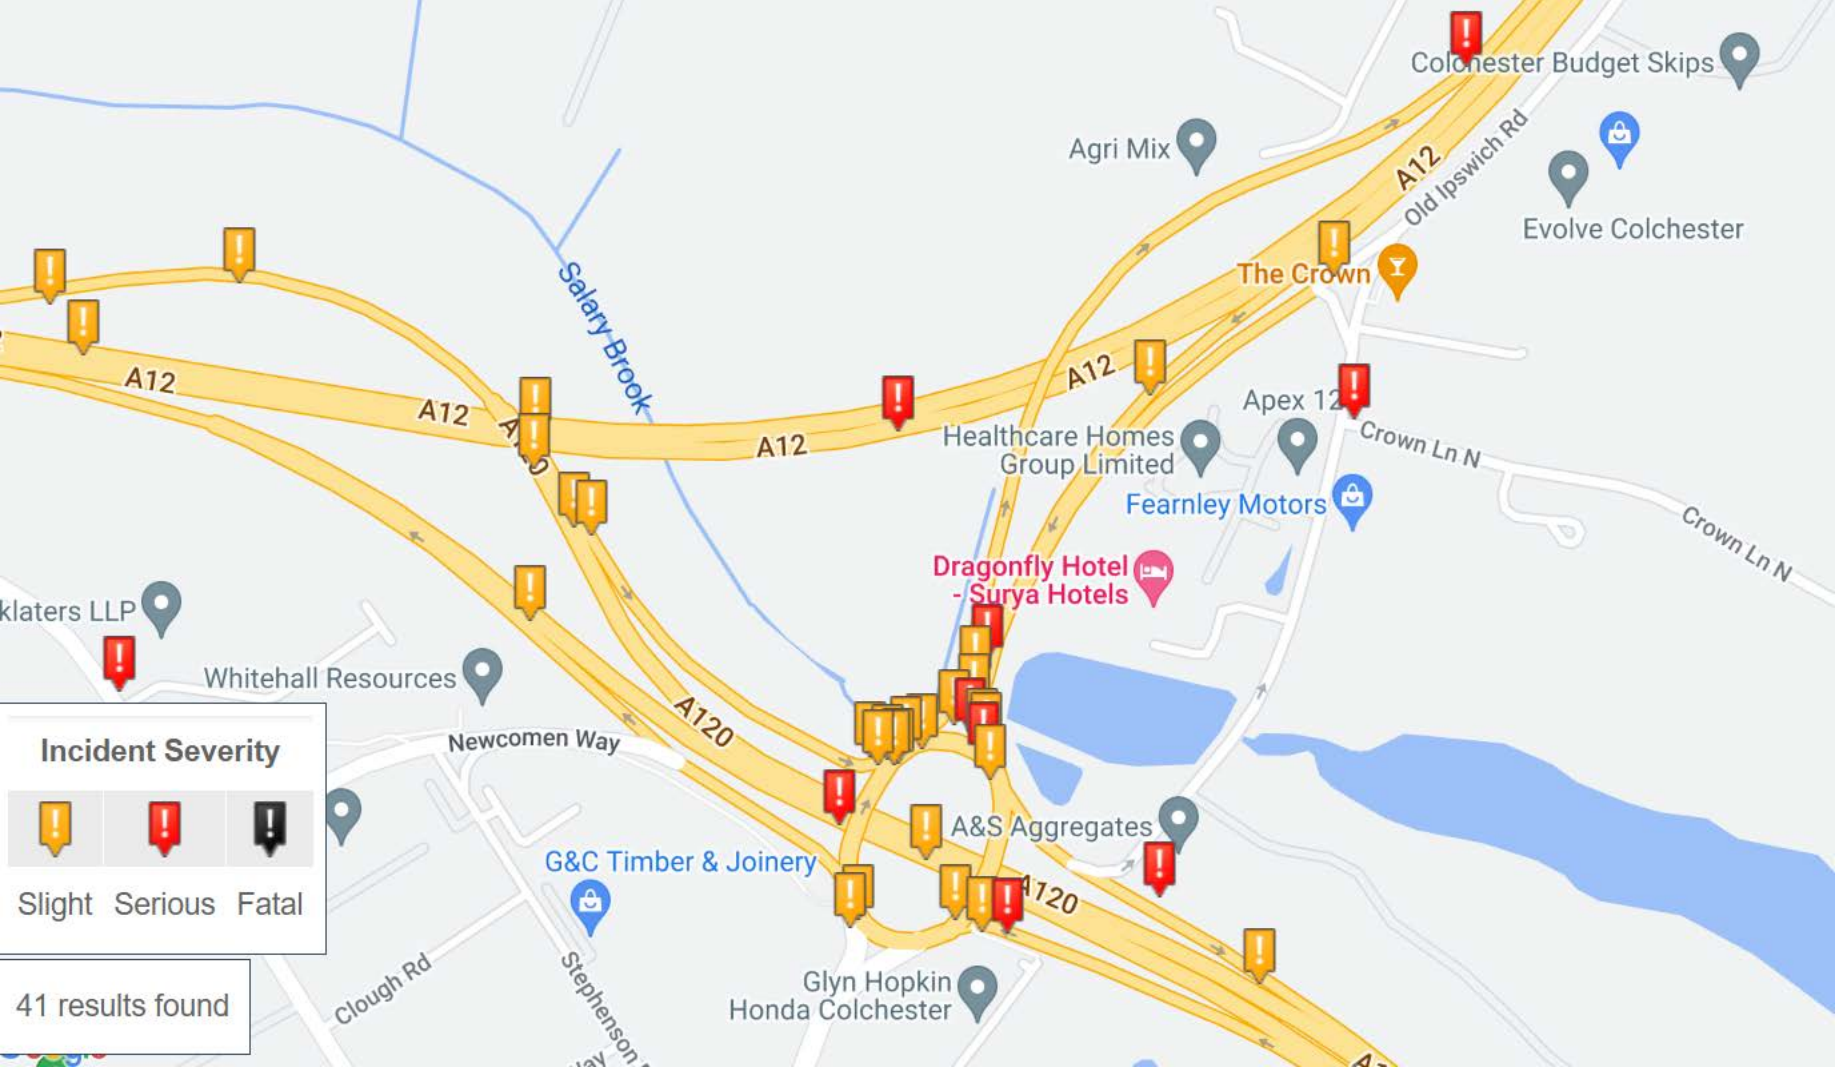 Colchester Budget Skips
Agri Mix
A12
Old Ipswich Rd
Evolve Colchester
The Crown
Salary Brook
A12
A12
A12
A12
Apex 12
Healthcare Homes
Group Limited
Crown Ln N
Fearnley Motors
Crown Ln N
Dragonfly Hotel
- Surya Hotels
klaters LLP
Whitehall Resources
A120
Newcomen Way
Incident Severity
Slight Serious Fatal
41 results found
A&S Aggregates
G&C Timber & Joinery
A120
Glyn Hopkin
Honda Colchester
Clough Rd
Stephenson